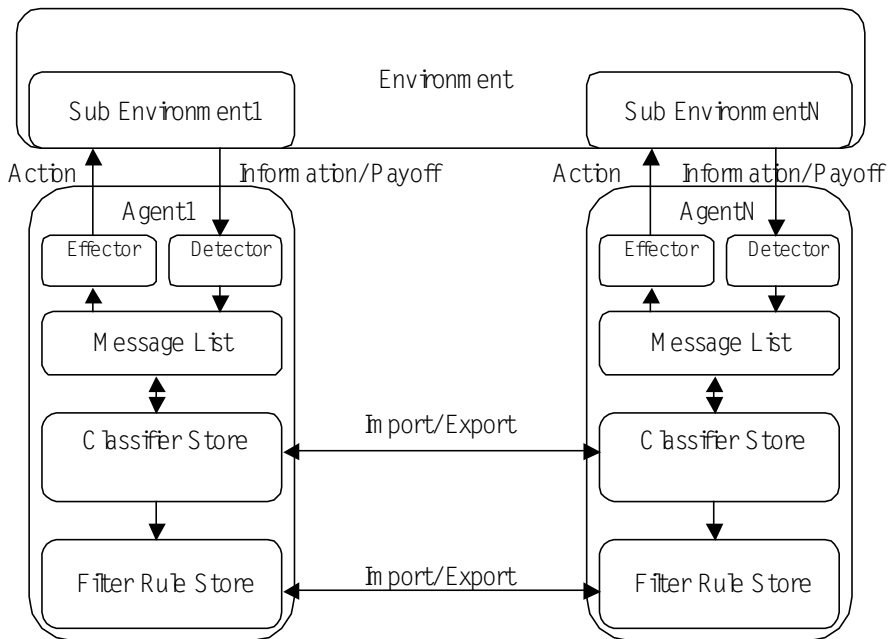 Environment
Sub Environment1
Sub EnvironmentN
Action
Information/Payoff
Action
Information/Payoff
Agent1
AgentN
Effector
Detector
Effector
Detector
Message List
Message List
Classifier Store
Import/Export
Classifier Store
Filter Rule Store
Import/Export
Filter Rule Store